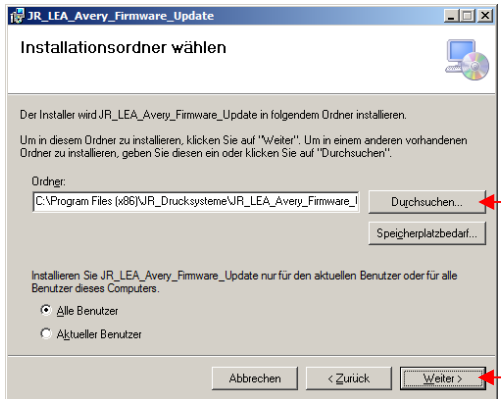 JR_LEA_Avery_Firmware_Update
Installationsordner wählen
Der Installer wird JR_LEA_Avery_Firmware_Update in folgendem Ordner installieren.
Um in diesem Ordner zu installieren, klicken Sie auf "Weiter". Um in einem anderen vorhandenen
Ordner zu installieren, geben Sie diesen ein oder klicken Sie auf "Durchsuchen".
Ordner:
C:\Program Files (x86)\JR_Drucksysteme\JR_LEA_Avery_Firmware_U
Durchsuchen...
Speicherplatzbedarf...
Installieren Sie JR_LEA_Avery_Firmware_Update nur für den aktuellen Benutzer oder für alle
Benutzer dieses Computers.
Alle Benutzer
Aktueller Benutzer
Abbrechen
< Zurück
Weiter >